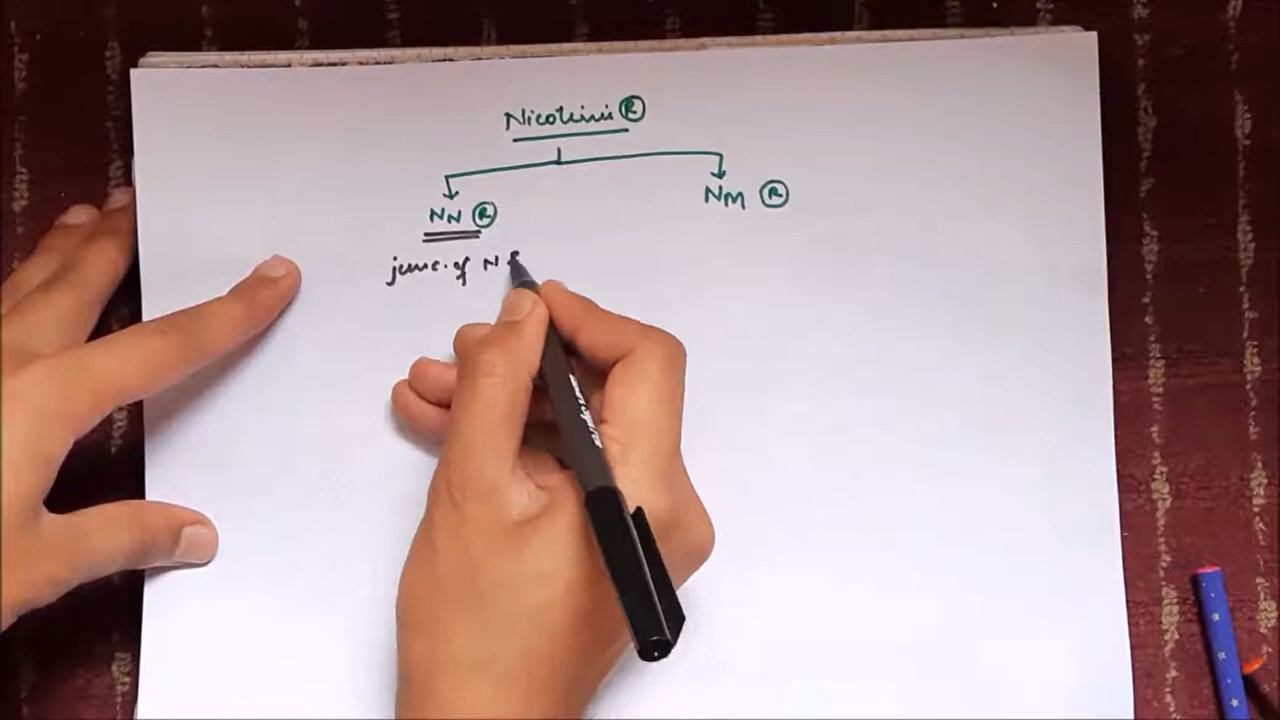 Nicotinic Ⓡ
NN Ⓡ
NM Ⓡ
junc. of N &